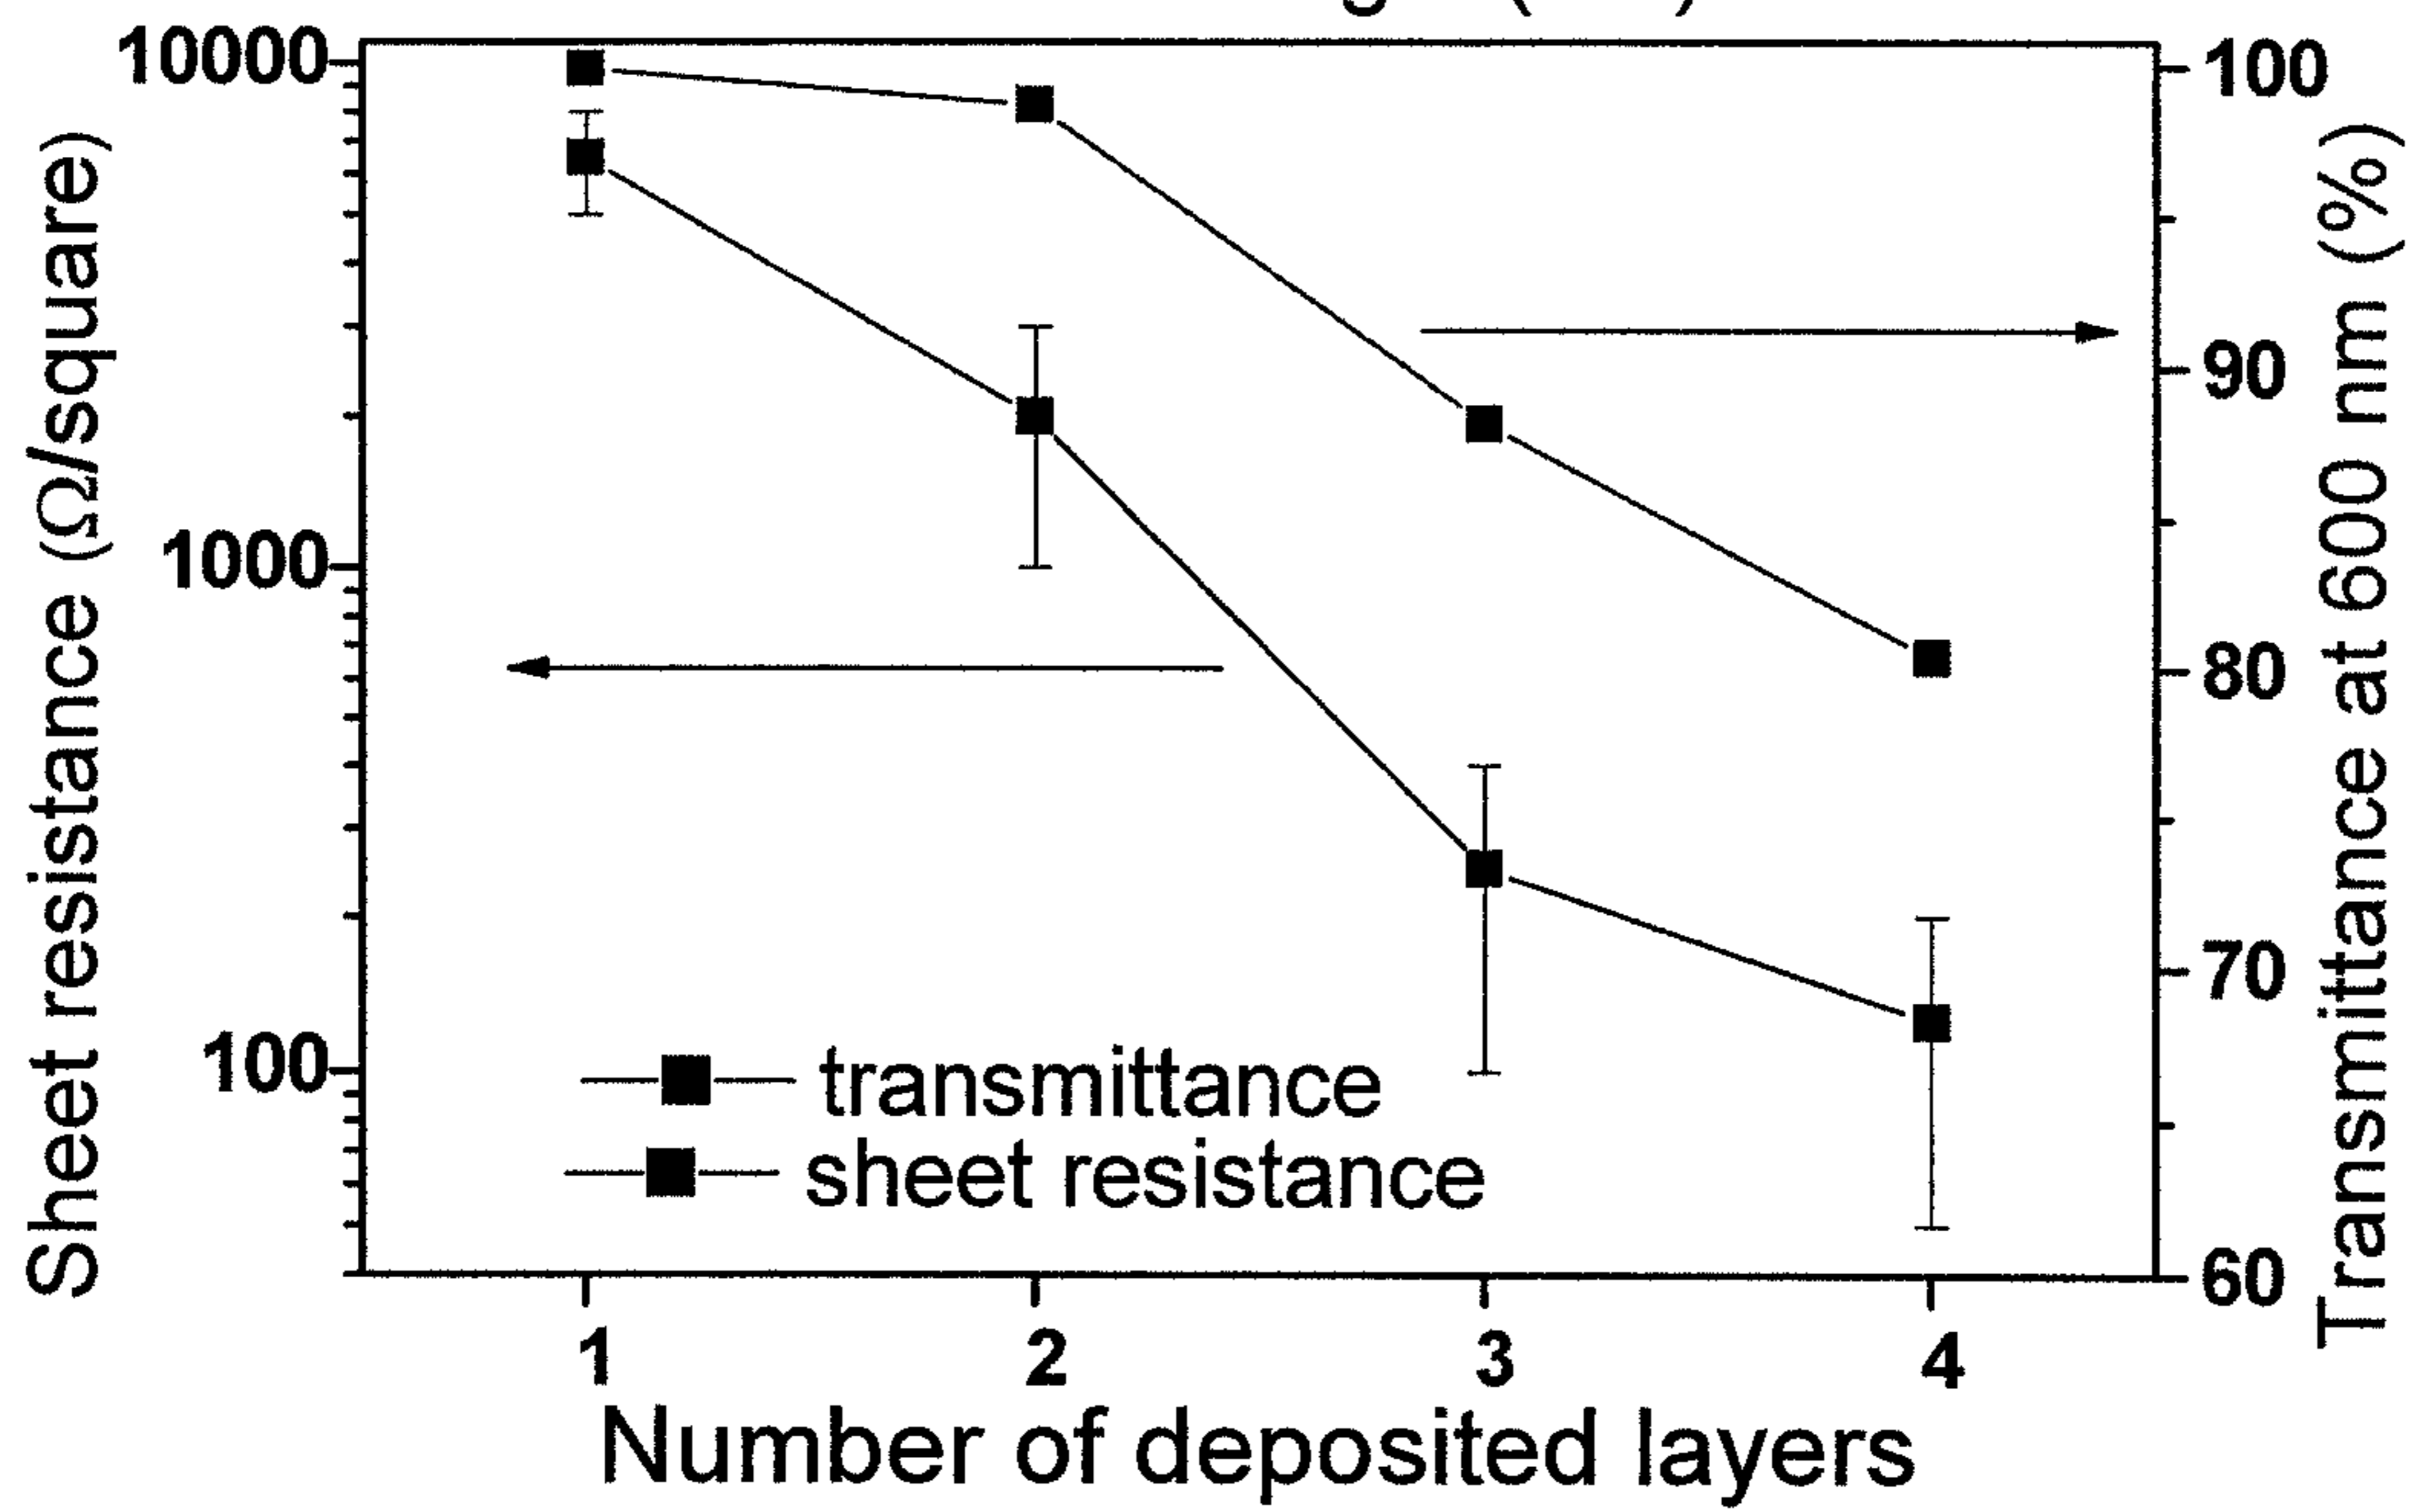 10000
1000
100
Sheet resistance (Ω/square)
100
90
80
70
60
Transmittance at 600 nm (%)
transmittance
sheet resistance
1 2 3 4
Number of deposited layers